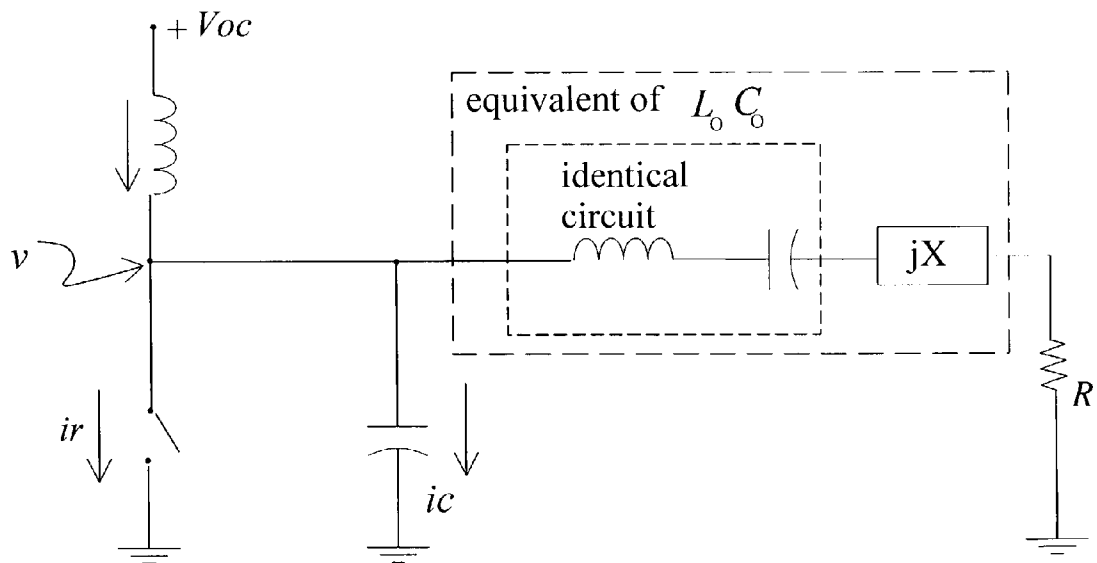 + Voc
equivalent of L₀ C₀
identical
circuit
jX
v
R
ir
ic